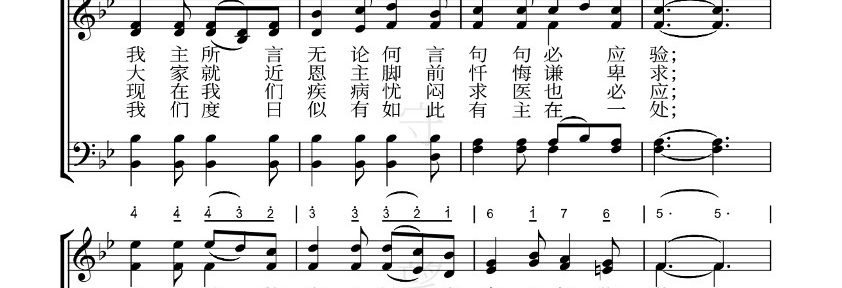 我 主 所 言 无 论 何 言 句 句 必 应 验；
大 家 就 近 恩 主 脚 前 忏 悔 谦 卑 求；
现 在 我 们 疾 病 忧 闷 求 医 也 必 应；
我 们 度 日 似 有 如 此 有 主 在 一 处；
4 4 4 3 2 | 3 3 3 2 1 | 6 1 7 6 | 5· 5· |